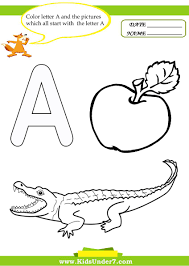 Color letter A and the pictures
which all start with the letter A
DATE
NAME
A
www.KidsUnder7.com